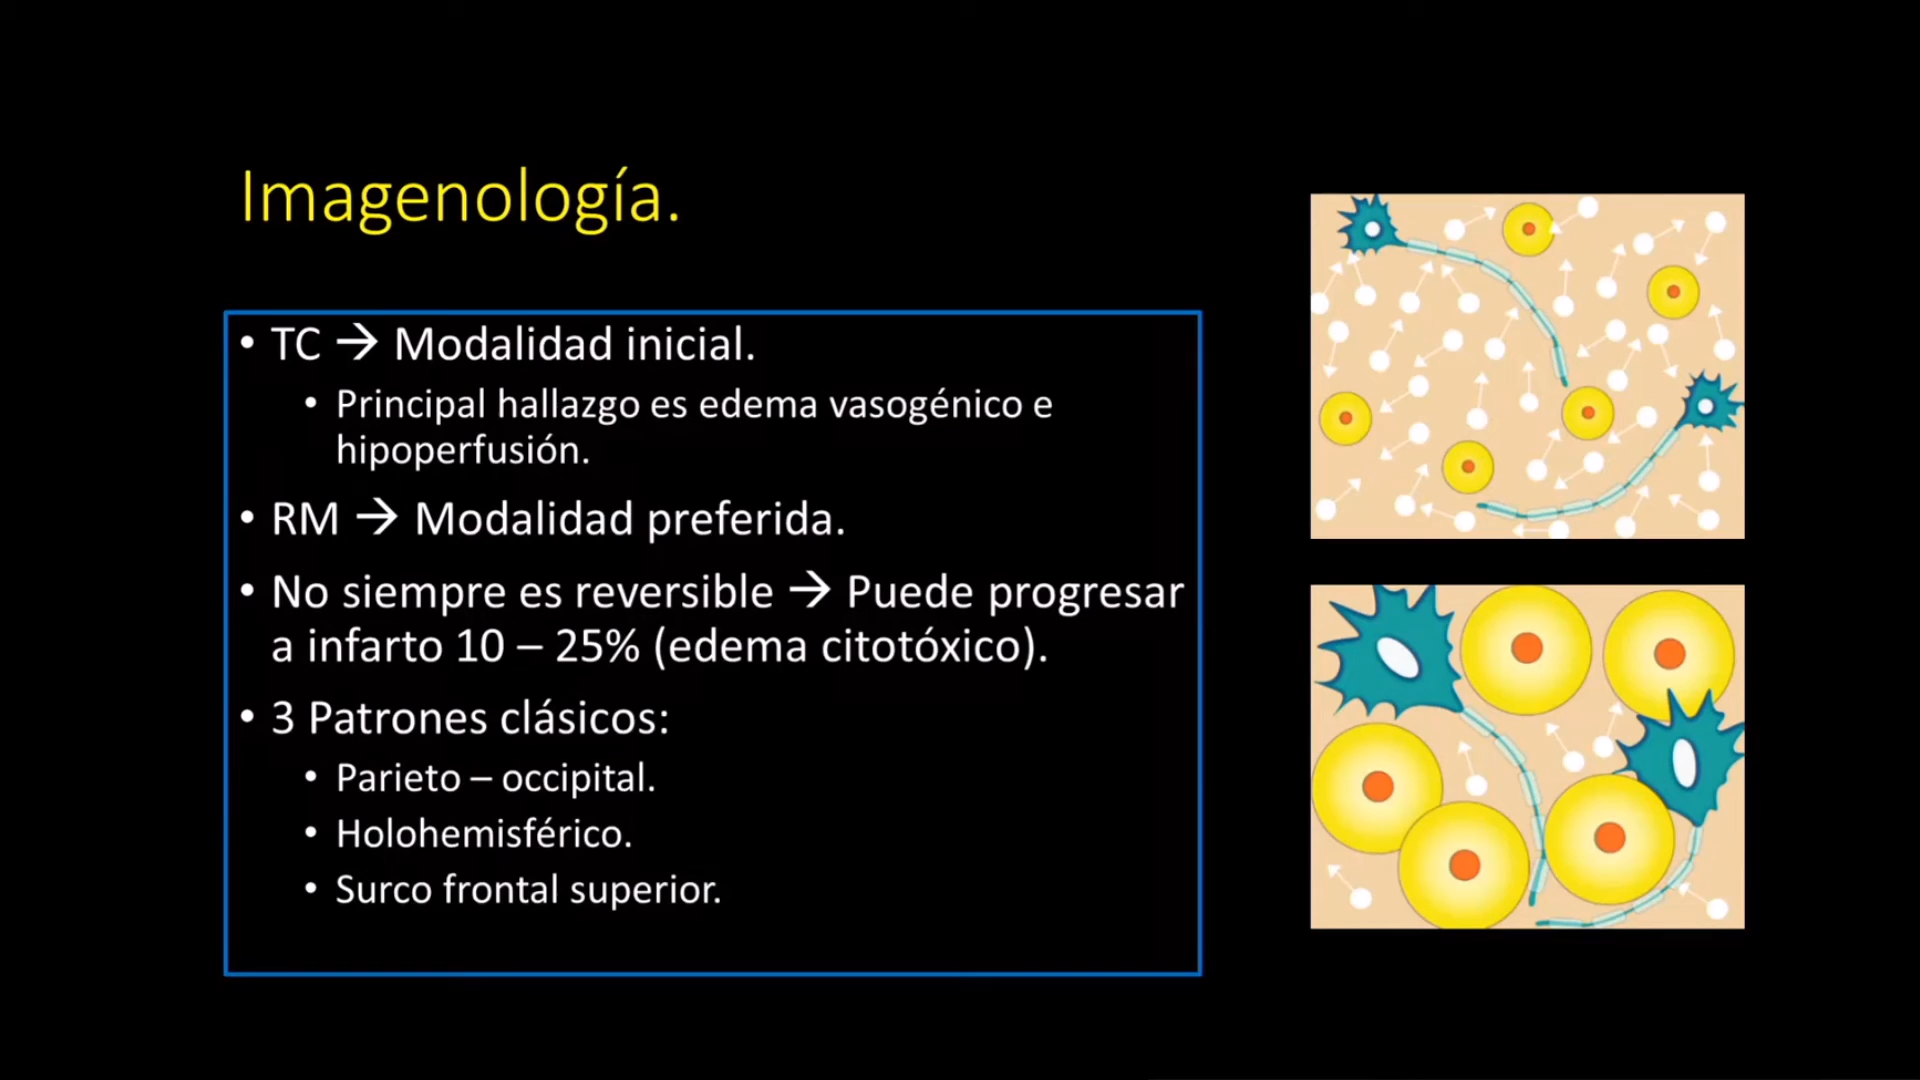 Imagenología.
• TC → Modalidad inicial.
• Principal hallazgo es edema vasogénico e
hipoperfusión.
• RM → Modalidad preferida.
• No siempre es reversible → Puede progresar
a infarto 10 – 25% (edema citotóxico).
• 3 Patrones clásicos:
• Parieto – occipital.
• Holohemisférico.
• Surco frontal superior.